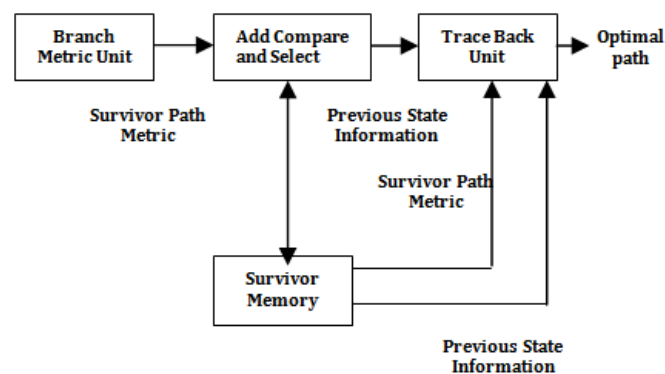 Branch
Metric Unit
Add Compare
and Select
Trace Back
Unit
Optimal
path
Survivor Path
Metric
Previous State
Information
Survivor Path
Metric
Survivor
Memory
Previous State
Information